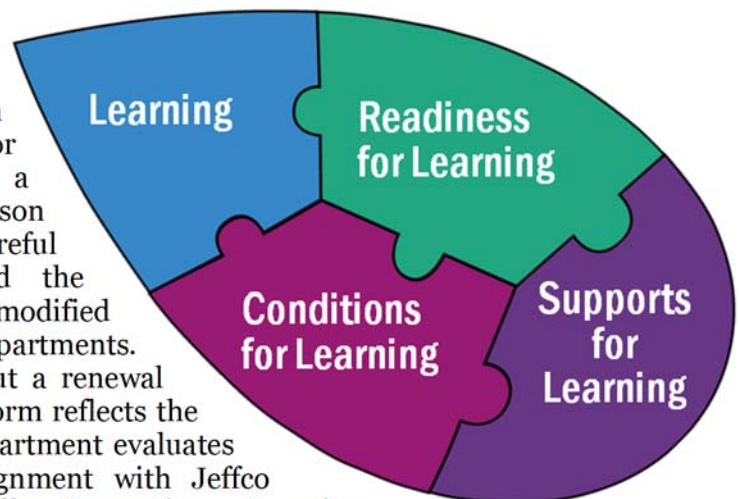 Learning
Readiness
for Learning
Conditions
for Learning
Supports
for
Learning
or
a
son
reful
d the
modified
partments.
ut a renewal
orm reflects the
artment evaluates
gnment with Jeffco